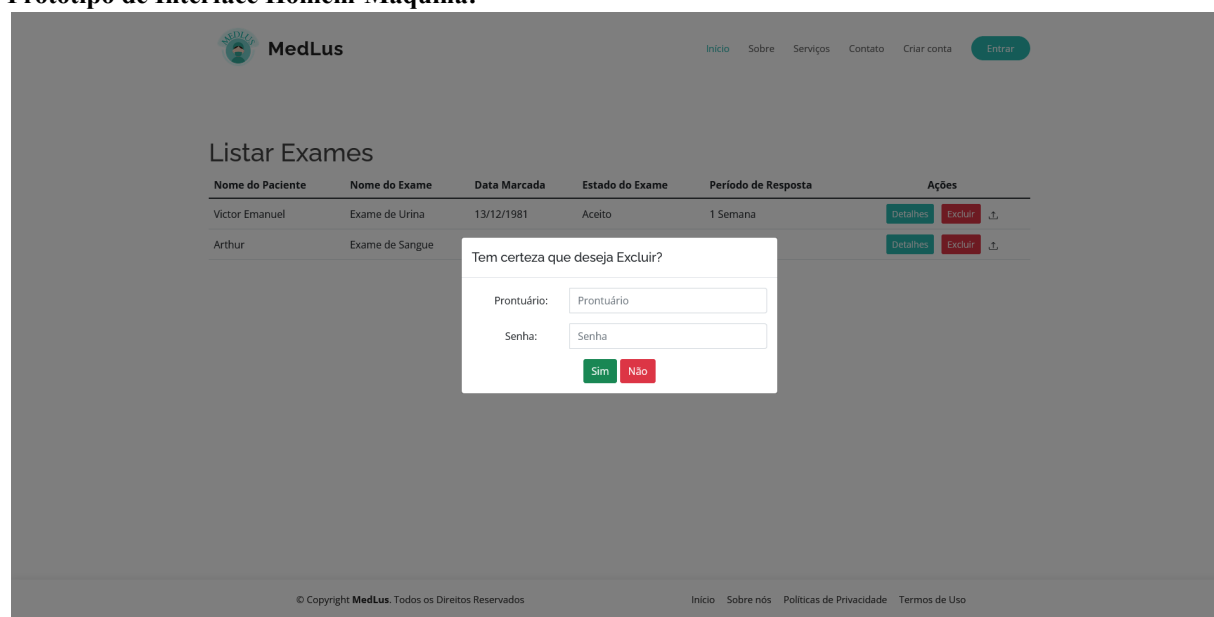 Protótipo de Interface Homem-Máquina:
MEDLUS
MedLus
Início Sobre Serviços Contato Criar conta Entrar
Listar Exames
Nome do Paciente Nome do Exame Data Marcada Estado do Exame Período de Resposta Ações
Victor Emanuel Exame de Urina 13/12/1981 Aceito 1 Semana Detalhes Excluir
Arthur Exame de Sangue Detalhes Excluir
Tem certeza que deseja Excluir?
Prontuário: Prontuário
Senha: Senha
Sim Não
© Copyright MedLus. Todos os Direitos Reservados Início Sobre nós Políticas de Privacidade Termos de Uso